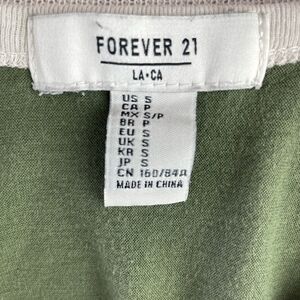 FOREVER 21
LA•CA
US S
CA P
MX S/P
BR P
EU S
UK S
KR S
JP S
CN 160/84A
MADE IN CHINA